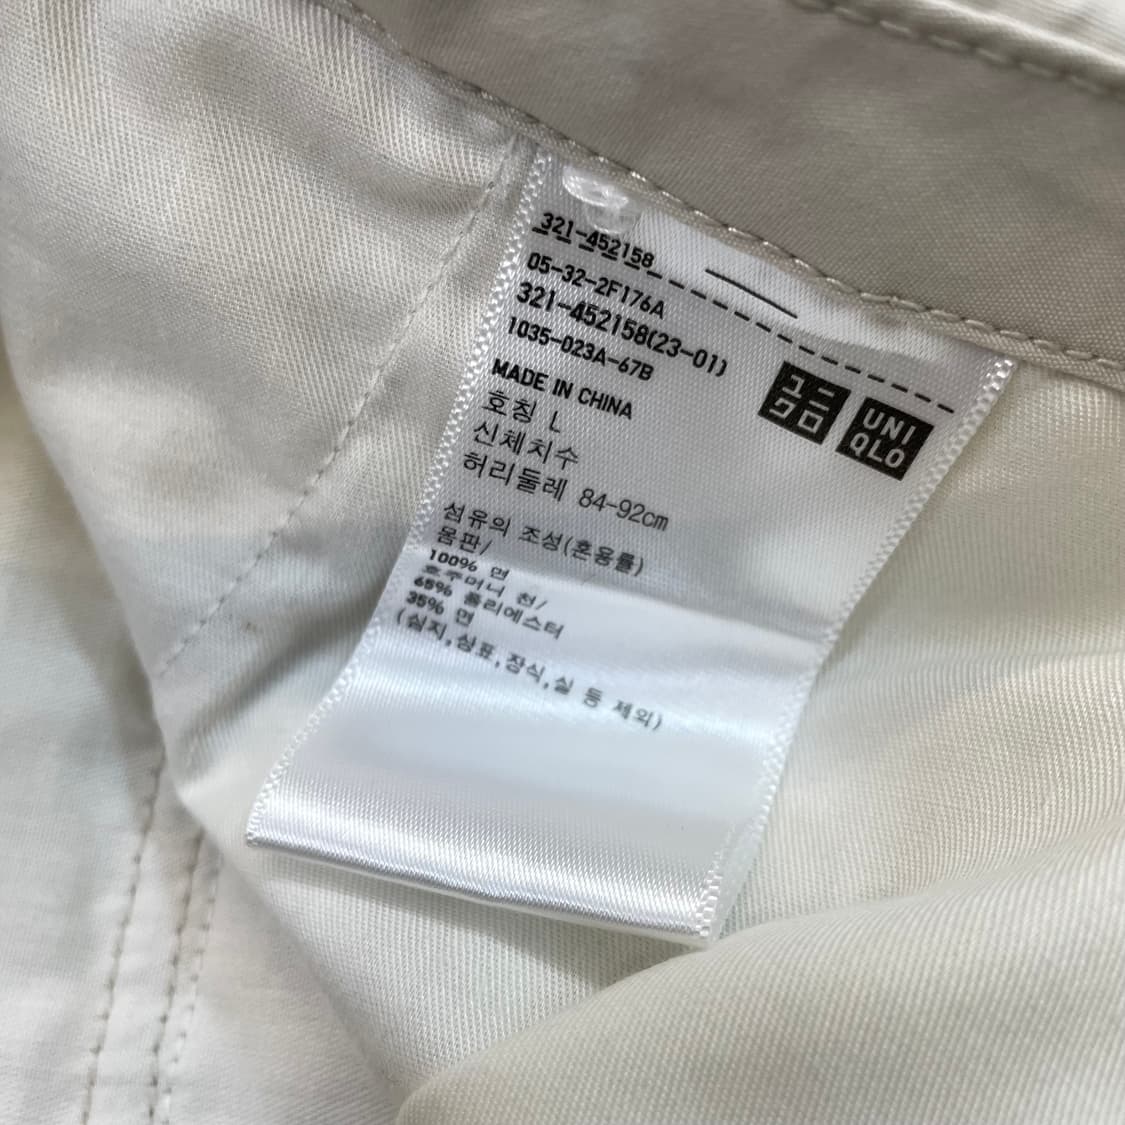 321-452158
05-32-2F176A
321-452158(23-01)
1035-023A-67B
MADE IN CHINA
호칭 L
신체치수
허리둘레 84-92cm
섬유의 조성(혼용률)
몸판/
100% 면
호주머니 천/
65% 폴리에스터
35% 면
(심지,상표,장식,실 등 제외)
ユニ
クロ
UNI
QLO